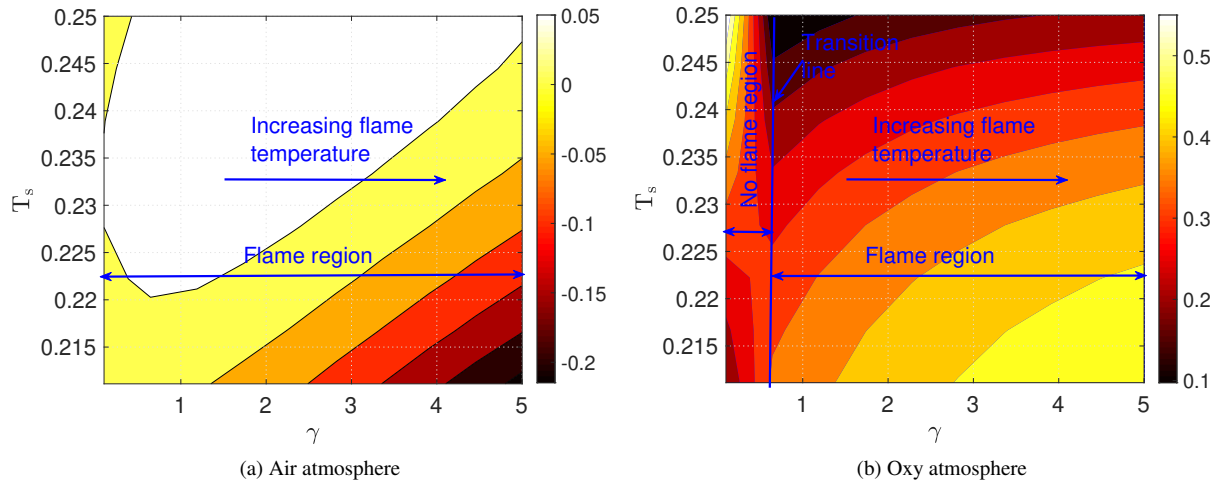 0.25
0.245
0.24
0.235
0.23
0.225
0.22
0.215
T_s
Increasing flame
temperature
Flame region
1 2 3 4 5
γ
0.05
0
-0.05
-0.1
-0.15
-0.2
(a) Air atmosphere
0.25
0.245
0.24
0.235
0.23
0.225
0.22
0.215
T_s
No flame region
Transition
line
Increasing flame
temperature
Flame region
1 2 3 4 5
γ
0.5
0.4
0.3
0.2
0.1
(b) Oxy atmosphere